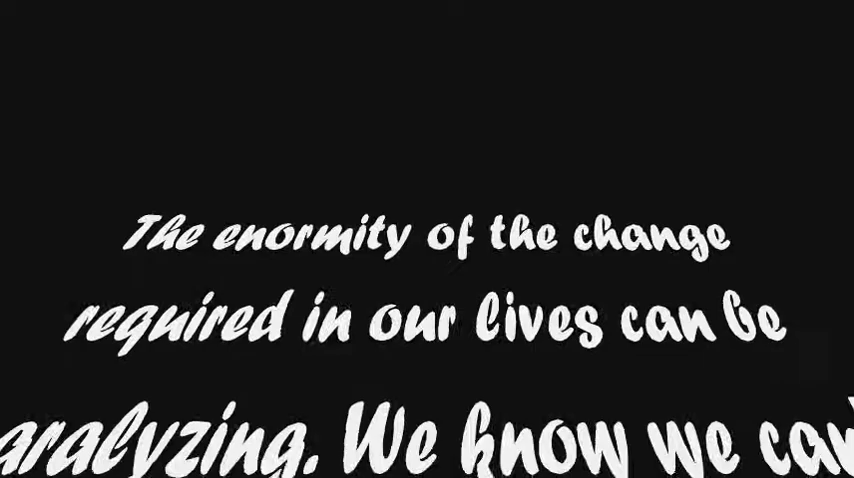 The enormity of the change
required in our lives can be
aralyzing. We know we can'